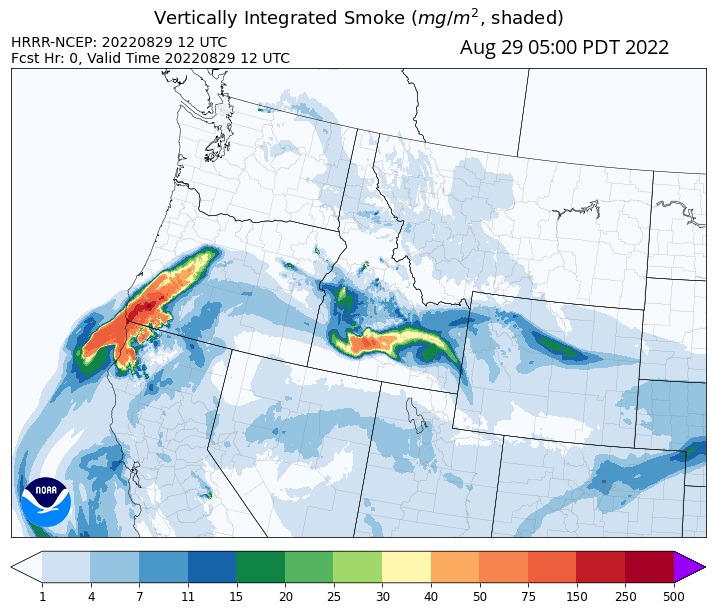 Vertically Integrated Smoke (mg/m², shaded)
HRRR-NCEP: 20220829 12 UTC
Fcst Hr: 0, Valid Time 20220829 12 UTC
Aug 29 05:00 PDT 2022
NOAA
1 4 7 11 15 20 25 30 40 50 75 150 250 500